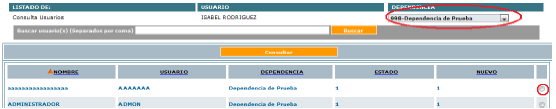 LISTADO DE: USUARIO DEPENDENCIA
Consulta Usuarios ISABEL RODRIGUEZ 998-Dependencia de Prueba
Buscar usuario(s) (Separados por coma) Buscar
Consultar
NOMBRE USUARIO DEPENDENCIA ESTADO NUEVO
aaaaaaaaaaaaaaaaa AAAAAAA Dependencia de Prueba 1 1
ADMINISTRADOR ADMON Dependencia de Prueba 1 1